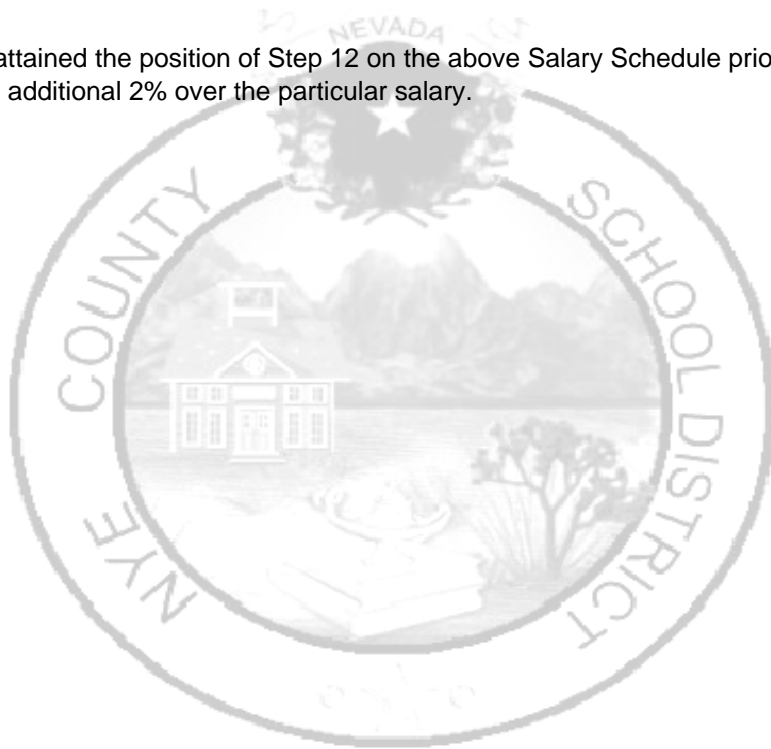 NEVADA
attained the position of Step 12 on the above Salary Schedule prio
additional 2% over the particular salary.
NYE COUNTY SCHOOL DISTRICT